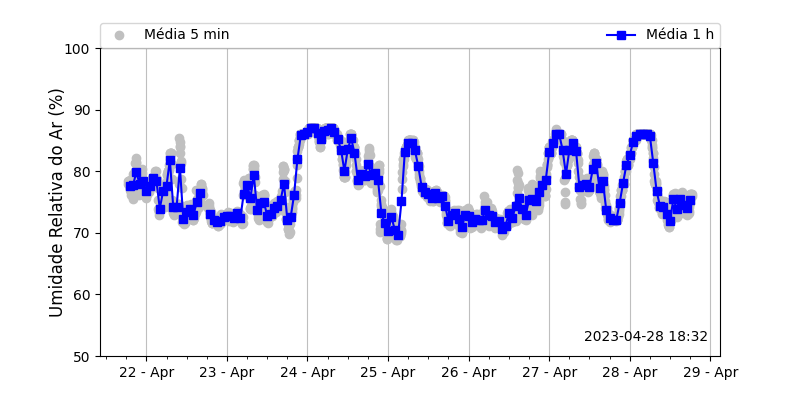 Média 5 min
Média 1 h
Umidade Relativa do Ar (%)
100
90
80
70
60
50
2023-04-28 18:32
22 - Apr
23 - Apr
24 - Apr
25 - Apr
26 - Apr
27 - Apr
28 - Apr
29 - Apr